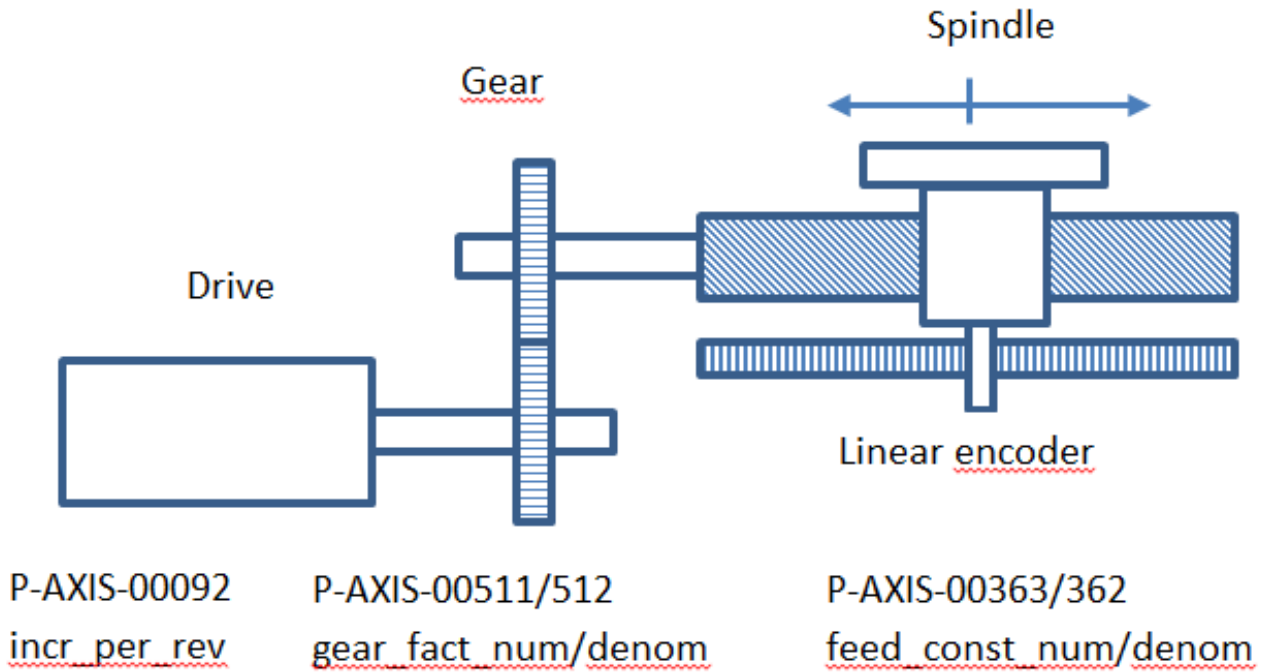 Spindle
Gear
Drive
Linear encoder
P-AXIS-00092
incr_per_rev
P-AXIS-00511/512
gear_fact_num/denom
P-AXIS-00363/362
feed_const_num/denom